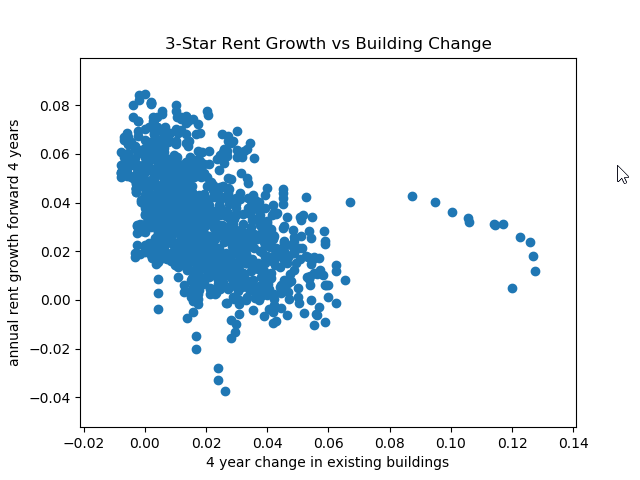 3-Star Rent Growth vs Building Change
annual rent growth forward 4 years
0.08
0.06
0.04
0.02
0.00
−0.02
−0.04
−0.02 0.00 0.02 0.04 0.06 0.08 0.10 0.12 0.14
4 year change in existing buildings